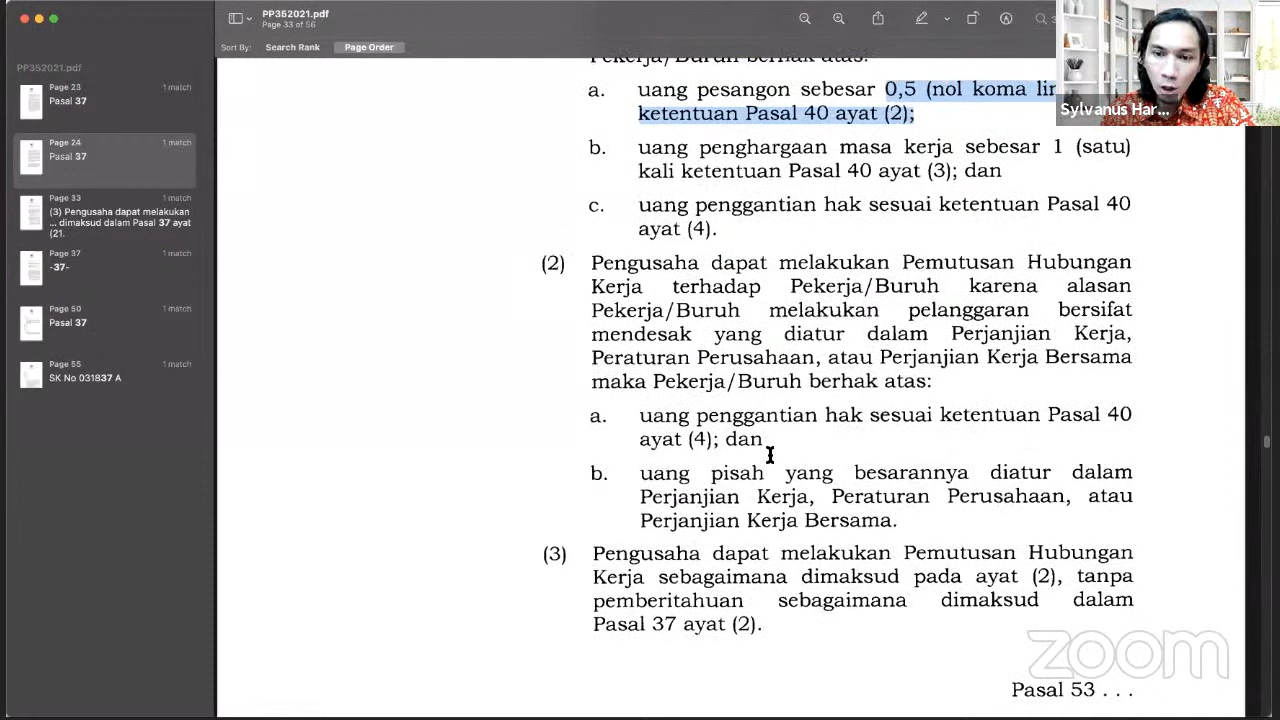 PP352021.pdf
Page 33 of 56
Sort By: Search Rank Page Order
PP352021.pdf
Page 23 1 match
Pasal 37
Page 24 1 match
Pasal 37
Page 33 1 match
(3) Pengusaha dapat melakukan
... dimaksud dalam Pasal 37 ayat
(21.
Page 37 1 match
-37-
Page 50 1 match
Pasal 37
Page 55 1 match
SK No 031837 A
Pekerja/Buruh berhak atas:
a. uang pesangon sebesar 0,5 (nol koma
ketentuan Pasal 40 ayat (2);
b. uang penghargaan masa kerja sebesar 1 (satu)
kali ketentuan Pasal 40 ayat (3); dan
c. uang penggantian hak sesuai ketentuan Pasal 40
ayat (4).
(2) Pengusaha dapat melakukan Pemutusan Hubungan
Kerja terhadap Pekerja/Buruh karena alasan
Pekerja/Buruh melakukan pelanggaran bersifat
mendesak yang diatur dalam Perjanjian Kerja,
Peraturan Perusahaan, atau Perjanjian Kerja Bersama
maka Pekerja/Buruh berhak atas:
a. uang penggantian hak sesuai ketentuan Pasal 40
ayat (4); dan
b. uang pisah yang besarannya diatur dalam
Perjanjian Kerja, Peraturan Perusahaan, atau
Perjanjian Kerja Bersama.
(3) Pengusaha dapat melakukan Pemutusan Hubungan
Kerja sebagaimana dimaksud pada ayat (2), tanpa
pemberitahuan sebagaimana dimaksud dalam
Pasal 37 ayat (2).
Pasal 53 . . .
Sylvanus Har...
zoom